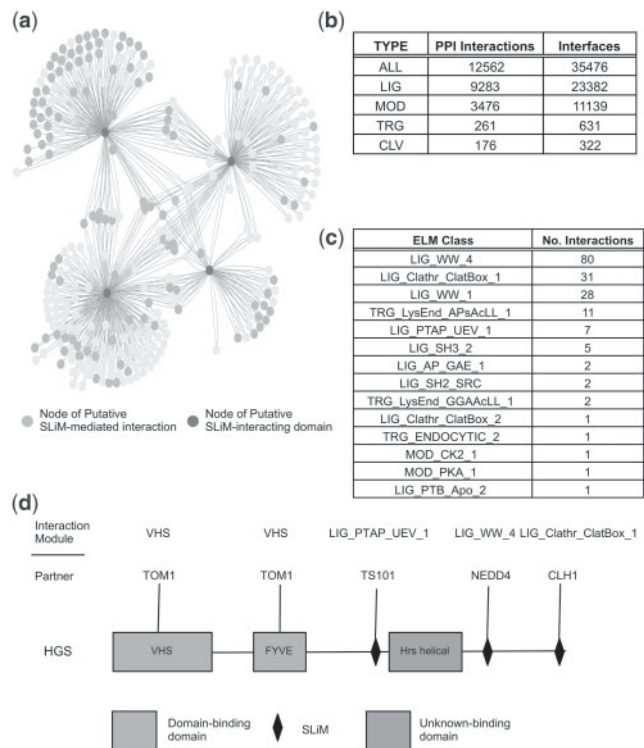 (a)
Node of Putative SLiM-mediated interaction
Node of Putative SLiM-interacting domain
(b)
TYPE PPI Interactions Interfaces
ALL 12562 35476
LIG 9283 23382
MOD 3476 11139
TRG 261 631
CLV 176 322
(c)
ELM Class No. Interactions
LIG_WW_4 80
LIG_Clathr_ClatBox_1 31
LIG_WW_1 28
TRG_LysEnd_APsAcLL_1 11
LIG_PTAP_UEV_1 7
LIG_SH3_2 5
LIG_AP_GAE_1 2
LIG_SH2_SRC 2
TRG_LysEnd_GGAAcLL_1 2
LIG_Clathr_ClatBox_2 1
TRG_ENDOCYTIC_2 1
MOD_CK2_1 1
MOD_PKA_1 1
LIG_PTB_Apo_2 1
(d)
Interaction Module VHS VHS LIG_PTAP_UEV_1 LIG_WW_4 LIG_Clathr_ClatBox_1
Partner TOM1 TOM1 TS101 NEDD4 CLH1
HGS VHS FYVE Hrs helical
Domain-binding domain
SLiM
Unknown-binding domain